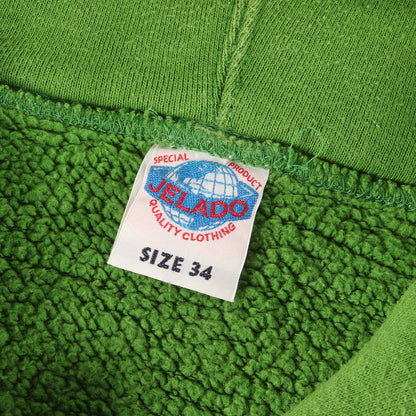 SPECIAL PRODUCT
JELADO
QUALITY CLOTHING
SIZE 34